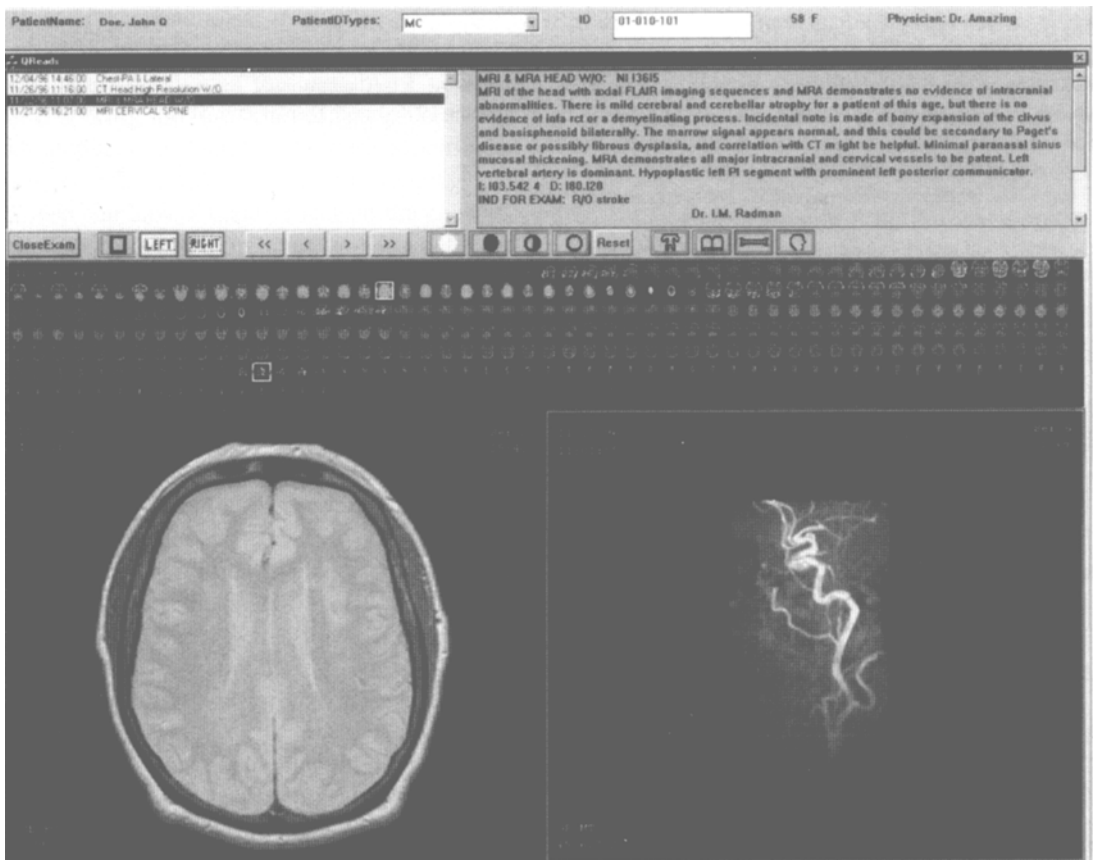 PatientName: Doe, John Q PatientIDTypes: MC ID 01-010-101 58 F Physician: Dr. Amazing
QReads
12/04/96 14:46:00 Chest-PA & Lateral
11/26/96 11:16:00 CT Head High Resolution W/O
MRI & MRA HEAD W/O
11/21/96 16:21:00 MRI CERVICAL SPINE
MRI & MRA HEAD W/O: NI 13615
MRI of the head with axial FLAIR imaging sequences and MRA demonstrates no evidence of intracranial
abnormalities. There is mild cerebral and cerebellar atrophy for a patient of this age, but there is no
evidence of infa rct or a demyelinating process. Incidental note is made of bony expansion of the clivus
and basisphenoid bilaterally. The marrow signal appears normal, and this could be secondary to Paget's
disease or possibly fibrous dysplasia, and correlation with CT m ight be helpful. Minimal paranasal sinus
mucosal thickening. MRA demonstrates all major intracranial and cervical vessels to be patent. Left
vertebral artery is dominant. Hypoplastic left PI segment with prominent left posterior communicator.
I: 183.542 4 D: 180.128
IND FOR EXAM: R/O stroke
Dr. I.M. Radman
CloseExam LEFT RIGHT << < > >> Reset